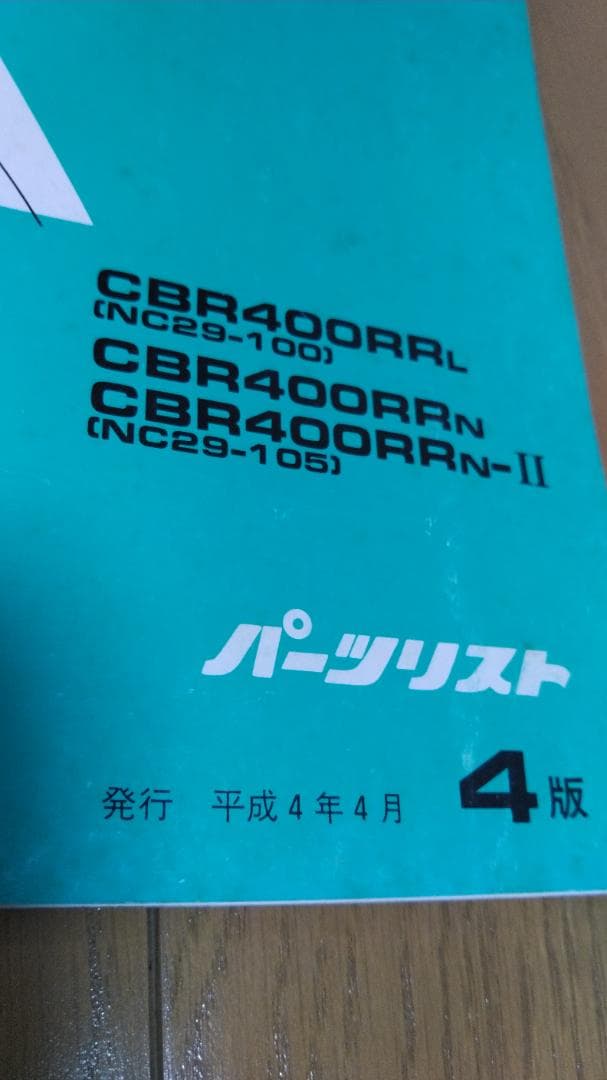 CBR400RRL
(NC29-100)
CBR400RRN
CBR400RRN-II
(NC29-105)
パーツリスト
発行 平成4年4月 4版